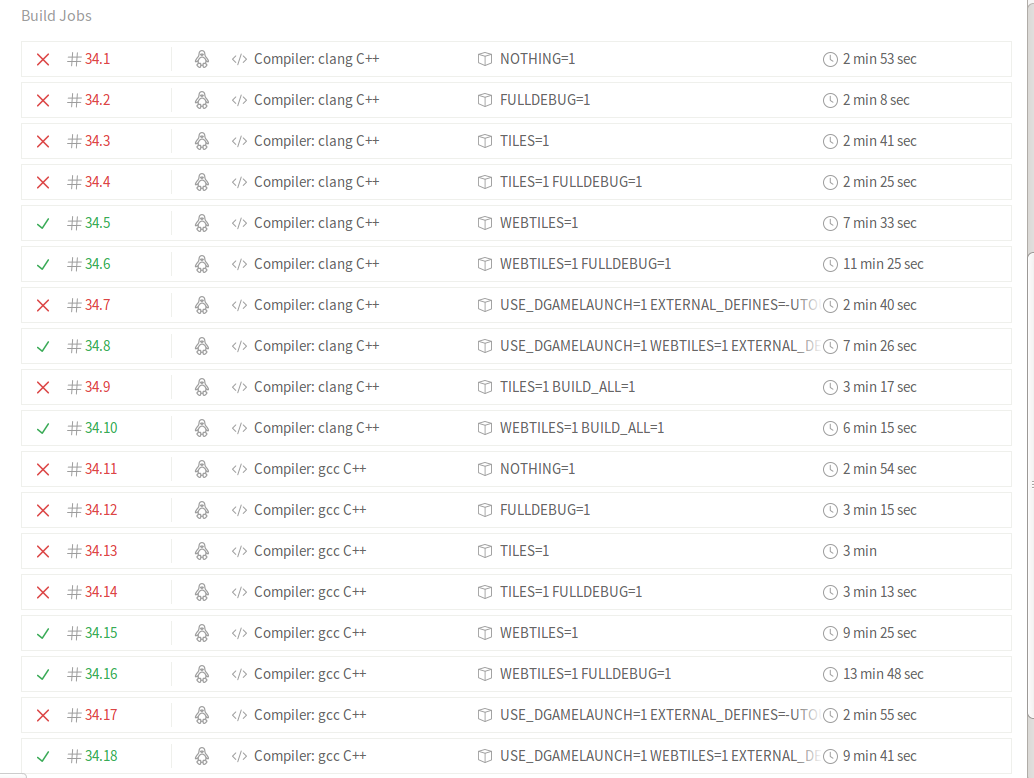 Build Jobs
# 34.1 </> Compiler: clang C++ NOTHING=1 2 min 53 sec
# 34.2 </> Compiler: clang C++ FULLDEBUG=1 2 min 8 sec
# 34.3 </> Compiler: clang C++ TILES=1 2 min 41 sec
# 34.4 </> Compiler: clang C++ TILES=1 FULLDEBUG=1 2 min 25 sec
# 34.5 </> Compiler: clang C++ WEBTILES=1 7 min 33 sec
# 34.6 </> Compiler: clang C++ WEBTILES=1 FULLDEBUG=1 11 min 25 sec
# 34.7 </> Compiler: clang C++ USE_DGAMELAUNCH=1 EXTERNAL_DEFINES=-UTO 2 min 40 sec
# 34.8 </> Compiler: clang C++ USE_DGAMELAUNCH=1 WEBTILES=1 EXTERNAL_DE 7 min 26 sec
# 34.9 </> Compiler: clang C++ TILES=1 BUILD_ALL=1 3 min 17 sec
# 34.10 </> Compiler: clang C++ WEBTILES=1 BUILD_ALL=1 6 min 15 sec
# 34.11 </> Compiler: gcc C++ NOTHING=1 2 min 54 sec
# 34.12 </> Compiler: gcc C++ FULLDEBUG=1 3 min 15 sec
# 34.13 </> Compiler: gcc C++ TILES=1 3 min
# 34.14 </> Compiler: gcc C++ TILES=1 FULLDEBUG=1 3 min 13 sec
# 34.15 </> Compiler: gcc C++ WEBTILES=1 9 min 25 sec
# 34.16 </> Compiler: gcc C++ WEBTILES=1 FULLDEBUG=1 13 min 48 sec
# 34.17 </> Compiler: gcc C++ USE_DGAMELAUNCH=1 EXTERNAL_DEFINES=-UTO 2 min 55 sec
# 34.18 </> Compiler: gcc C++ USE_DGAMELAUNCH=1 WEBTILES=1 EXTERNAL_DE 9 min 41 sec